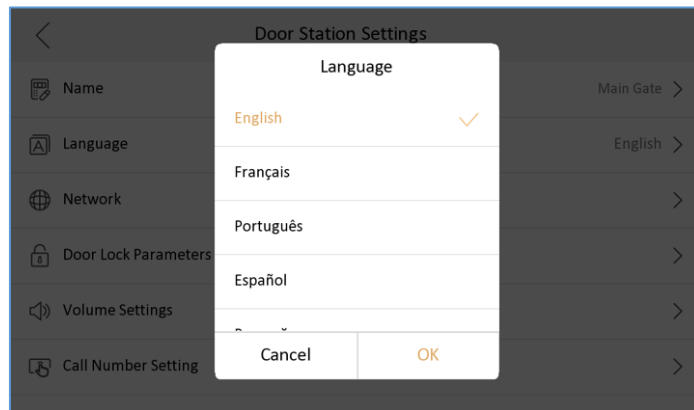 Door Station Settings
Language
Name
Main Gate
English
Language
English
Français
Network
Português
Door Lock Parameters
Español
Volume Settings
Cancel
OK
Call Number Setting